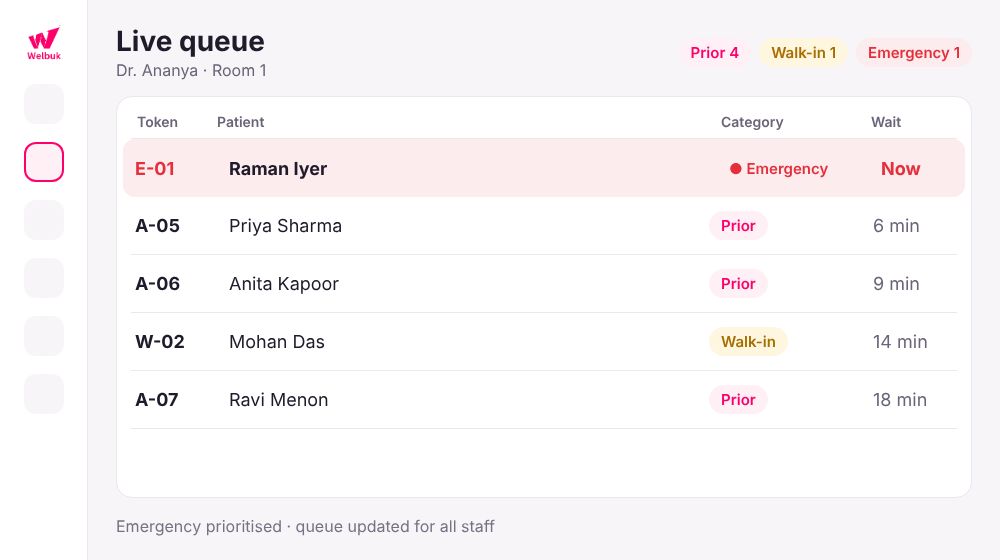 Welbuk
Live queue
Dr. Ananya · Room 1
Prior 4 Walk-in 1 Emergency 1
Token Patient Category Wait
E-01 Raman Iyer Emergency Now
A-05 Priya Sharma Prior 6 min
A-06 Anita Kapoor Prior 9 min
W-02 Mohan Das Walk-in 14 min
A-07 Ravi Menon Prior 18 min
Emergency prioritised · queue updated for all staff